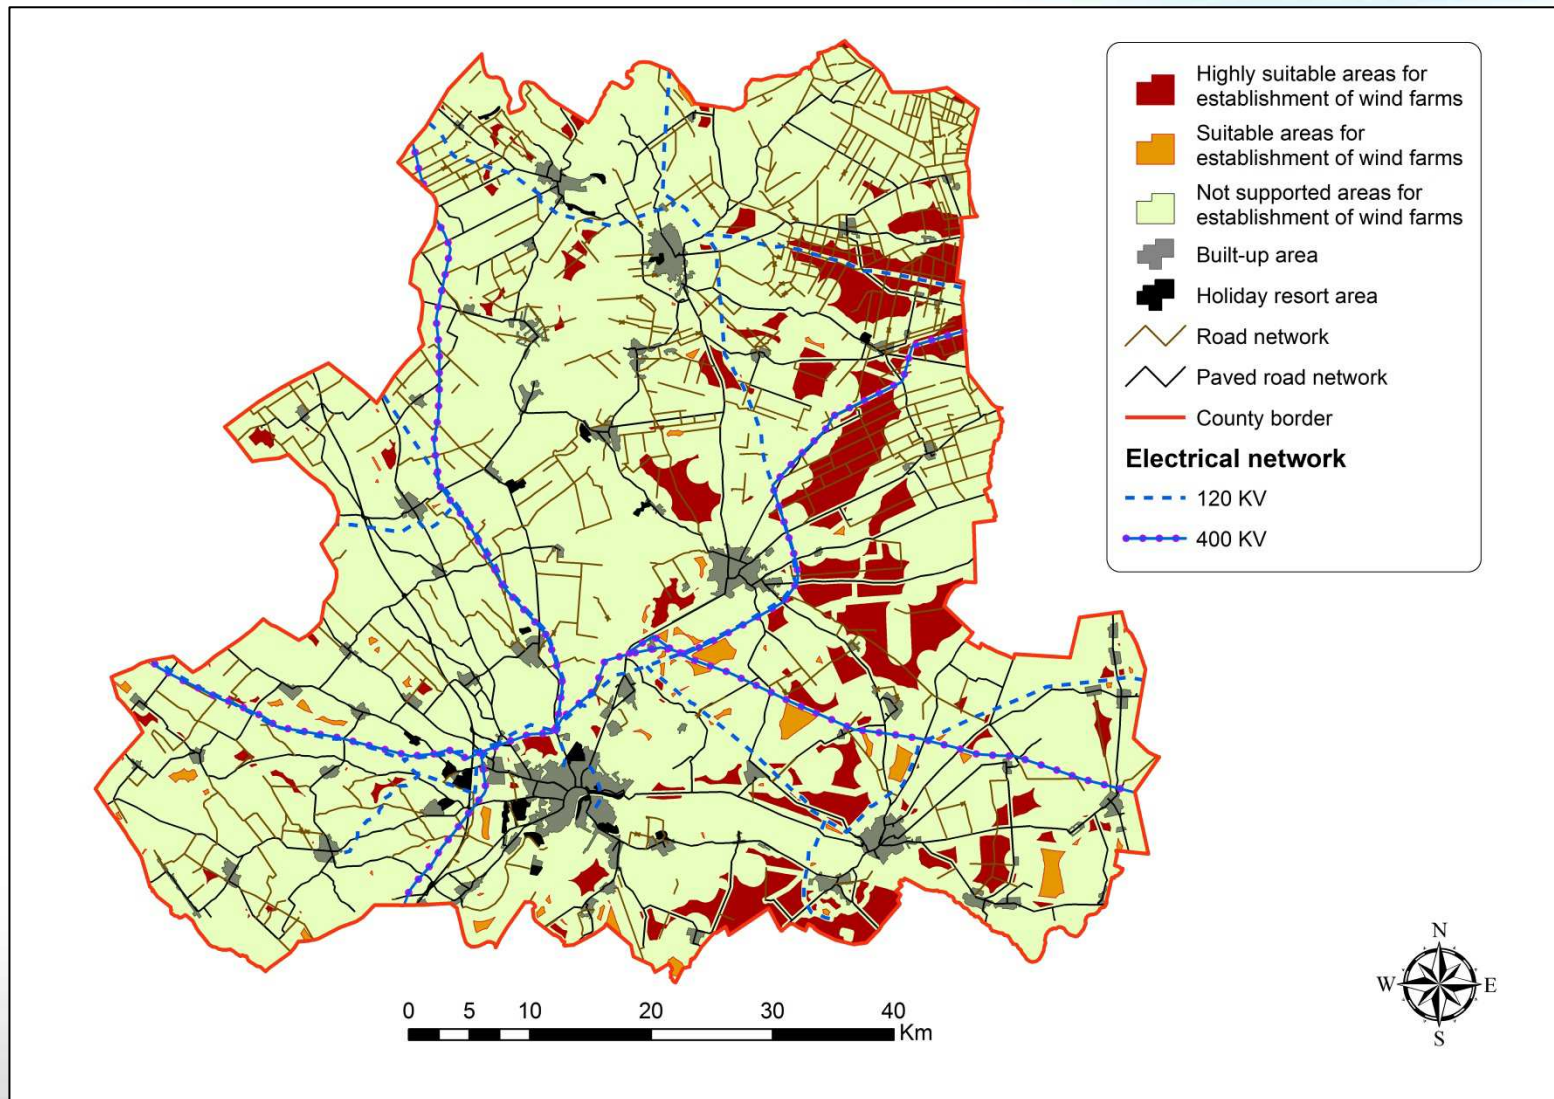 Highly suitable areas for
establishment of wind farms
Suitable areas for
establishment of wind farms
Not supported areas for
establishment of wind farms
Built-up area
Holiday resort area
Road network
Paved road network
County border
Electrical network
120 KV
400 KV
N
W E
S
0 5 10 20 30 40
Km